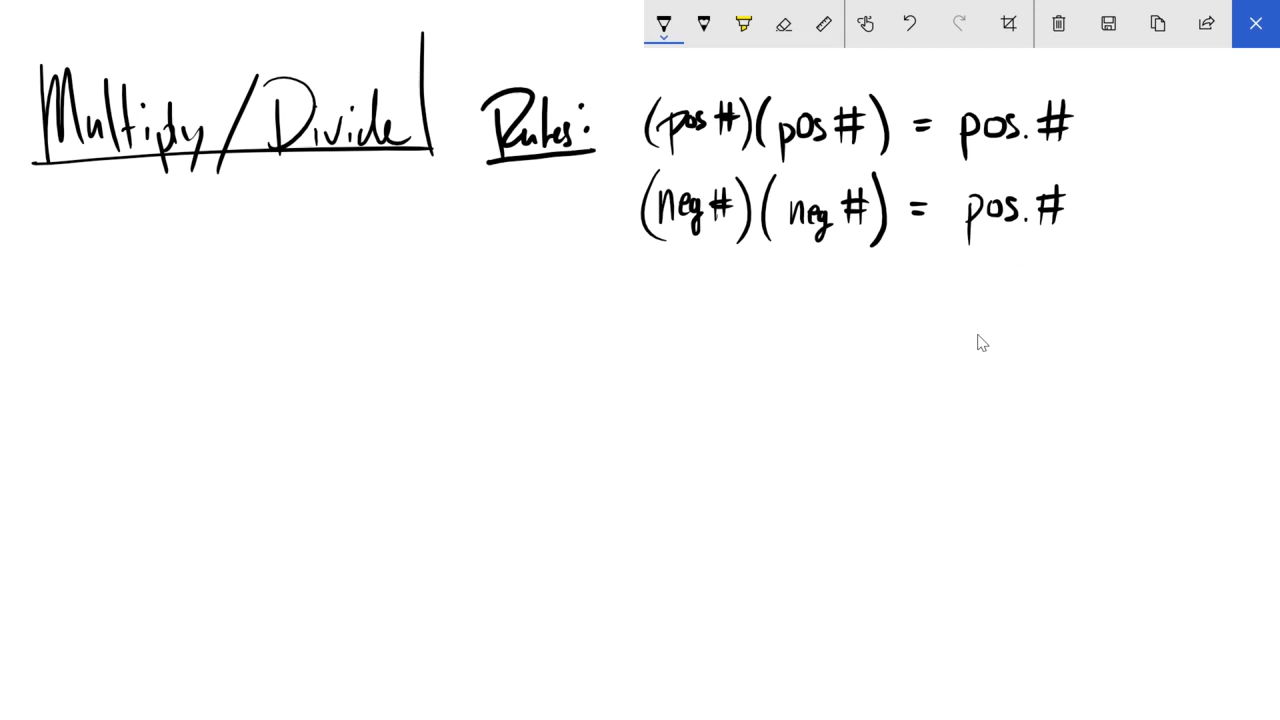 Multiply/Divide Rules: (pos #)(pos #) = pos. #
(neg #)(neg #) = pos. #